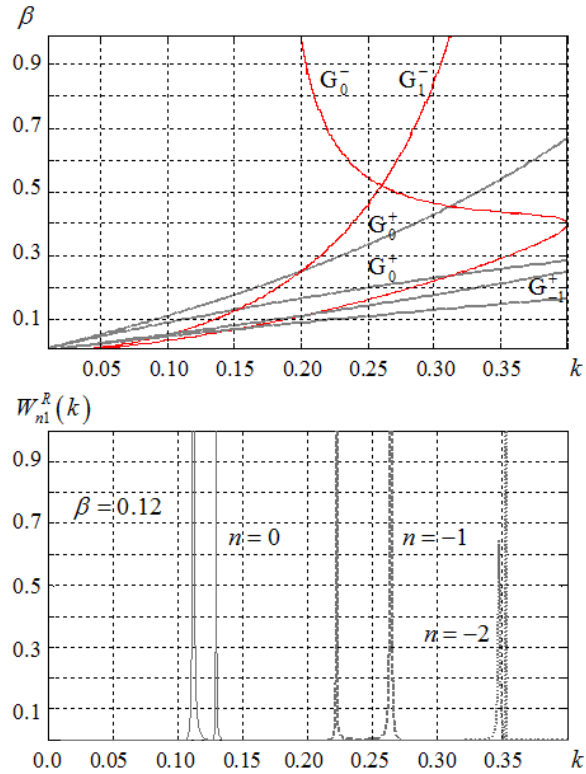 β
0.9
G₀⁻ G₁⁻
0.7
0.5
G₀⁺
0.3
G₀⁺
G₋₁⁺
0.1
0.05 0.10 0.15 0.20 0.25 0.30 0.35 k
Wₙ₁ᴿ(k)
0.9
0.7
β = 0.12
n = 0 n = −1
0.5
0.3
n = −2
0.1
0.0 0.05 0.10 0.15 0.20 0.25 0.30 0.35 k